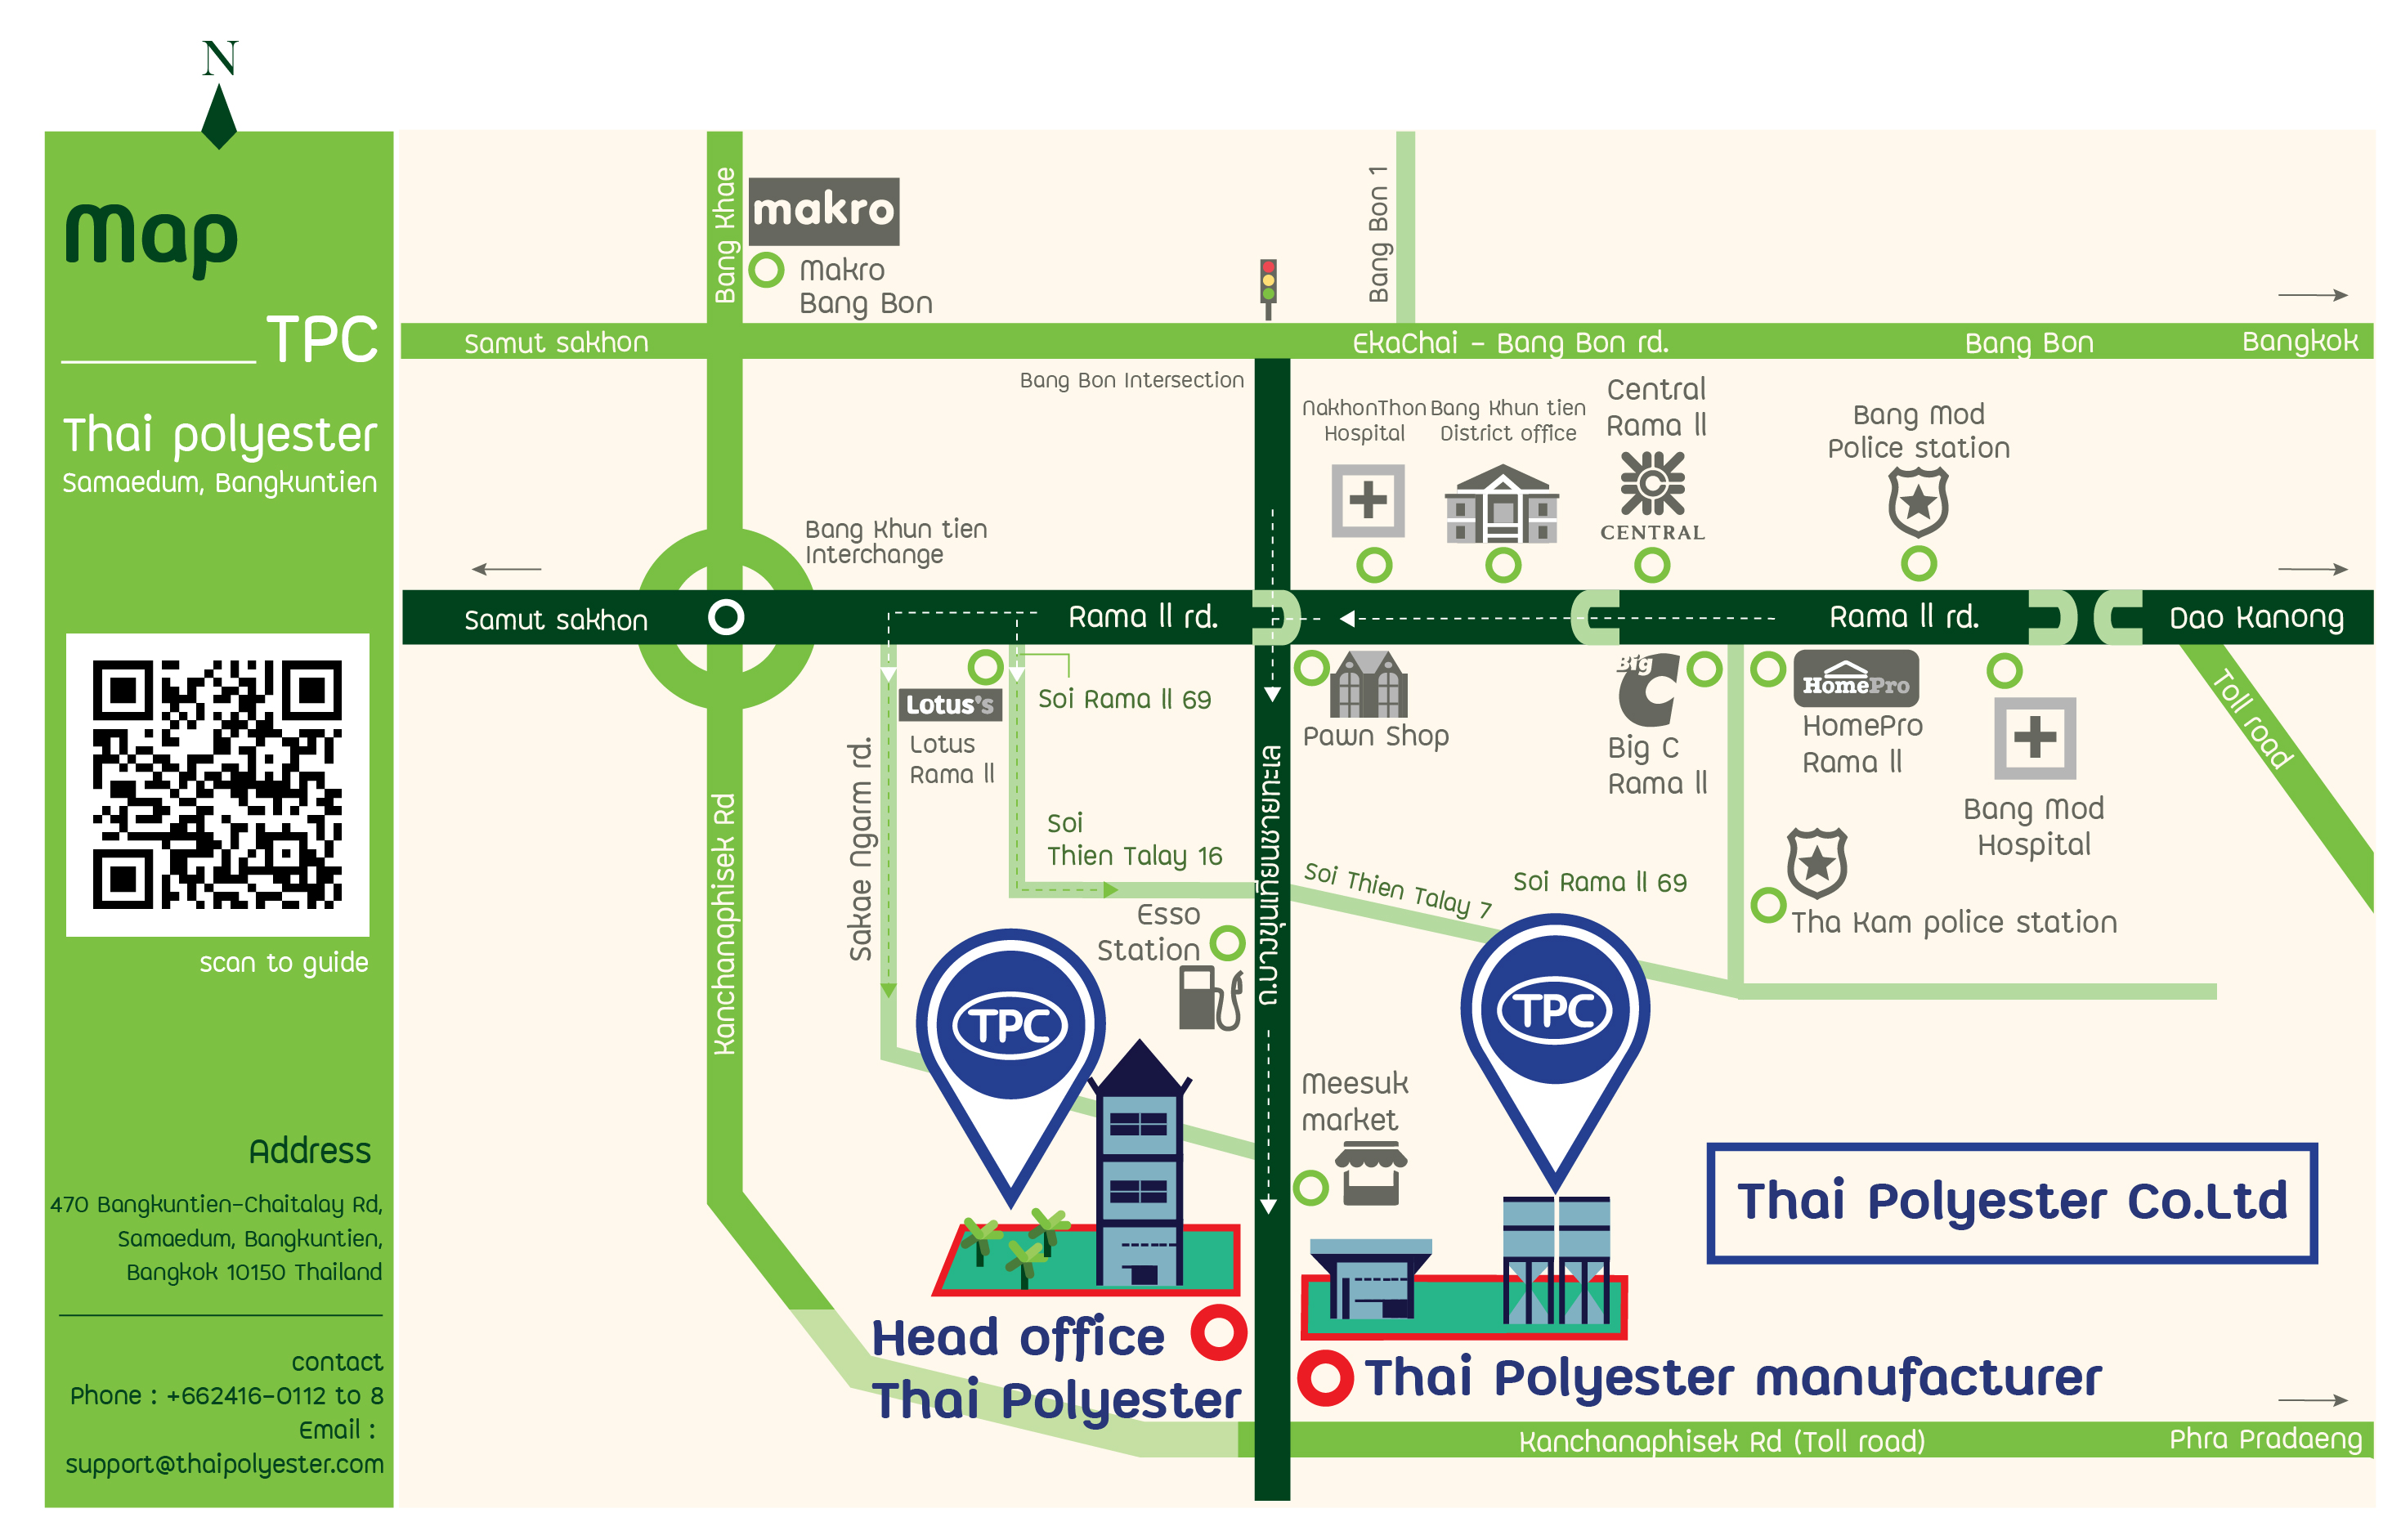 N
Map
TPC
Thai polyester
Samaedum, Bangkuntien
scan to guide
Address
470 Bangkuntien-Chaitalay Rd,
Samaedum, Bangkuntien,
Bangkok 10150 Thailand
contact
Phone : +662416-0112 to 8
Email :
support@thaipolyester.com
Bang Khae
makro
Makro
Bang Bon
Bang Bon 1
Samut sakhon
EkaChai - Bang Bon rd.
Bang Bon
Bangkok
Bang Bon Intersection
NakhonThon
Hospital
Bang Khun tien
District office
Central
Rama ll
CENTRAL
Bang Mod
Police station
Bang Khun tien
Interchange
Samut sakhon
Rama ll rd.
Rama ll rd.
Dao Kanong
Lotus's
Lotus
Rama ll
Soi Rama ll 69
Pawn Shop
Big C
Big C
Rama ll
HomePro
HomePro
Rama ll
Bang Mod
Hospital
Toll road
Sakae Ngarm rd.
Kanchanaphisek Rd
Soi
Thien Talay 16
ถ.บางขุนเทียนชายทะเล
Soi Thien Talay 7
Soi Rama ll 69
Tha Kam police station
Esso
Station
TPC
TPC
Meesuk
market
Thai Polyester Co.Ltd
Head office
Thai Polyester
Thai Polyester manufacturer
Kanchanaphisek Rd (Toll road)
Phra Pradaeng